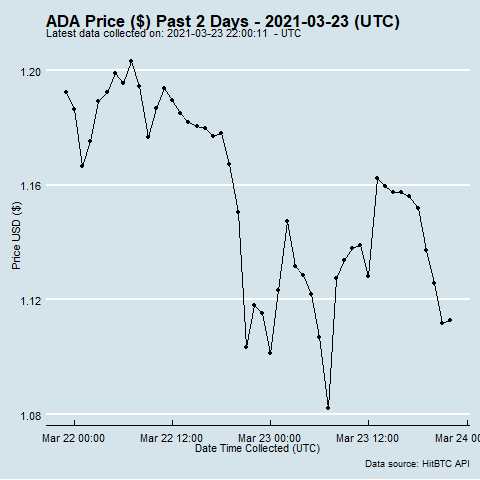 ADA Price ($) Past 2 Days - 2021-03-23 (UTC)
Latest data collected on: 2021-03-23 22:00:11 - UTC
1.20
1.16
1.12
1.08
Price USD ($)
Mar 22 00:00 Mar 22 12:00 Mar 23 00:00 Mar 23 12:00 Mar 24 00
Date Time Collected (UTC)
Data source: HitBTC API